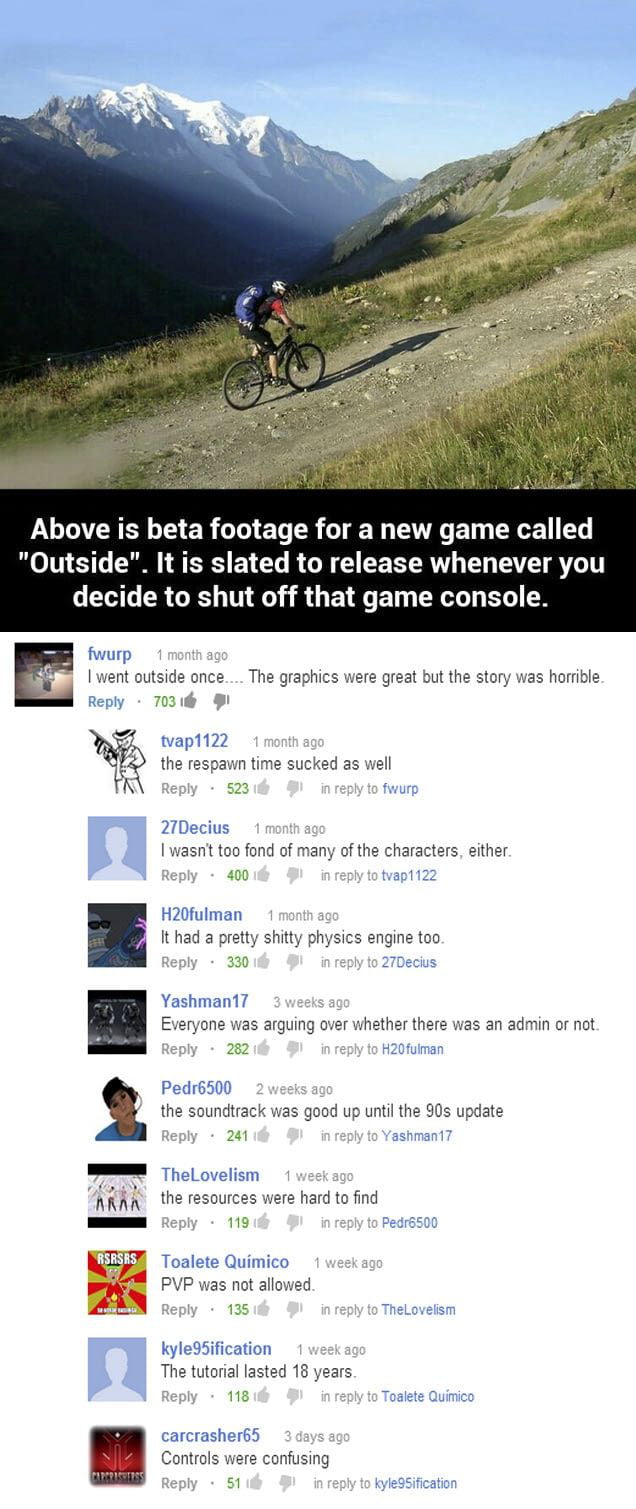 Above is beta footage for a new game called
"Outside". It is slated to release whenever you
decide to shut off that game console.
fwurp 1 month ago
I went outside once.... The graphics were great but the story was horrible.
Reply · 703
tvap1122 1 month ago
the respawn time sucked as well
Reply · 523 in reply to fwurp
27Decius 1 month ago
I wasn't too fond of many of the characters, either.
Reply · 400 in reply to tvap1122
H20fulman 1 month ago
It had a pretty shitty physics engine too.
Reply · 330 in reply to 27Decius
Yashman17 3 weeks ago
Everyone was arguing over whether there was an admin or not.
Reply · 282 in reply to H20fulman
Pedr6500 2 weeks ago
the soundtrack was good up until the 90s update
Reply · 241 in reply to Yashman17
TheLovelism 1 week ago
the resources were hard to find
Reply · 119 in reply to Pedr6500
RSRSRS
Toalete Químico 1 week ago
PVP was not allowed.
Reply · 135 in reply to TheLovelism
kyle95ification 1 week ago
The tutorial lasted 18 years.
Reply · 118 in reply to Toalete Químico
carcrasher65 3 days ago
Controls were confusing
Reply · 51 in reply to kyle95ification